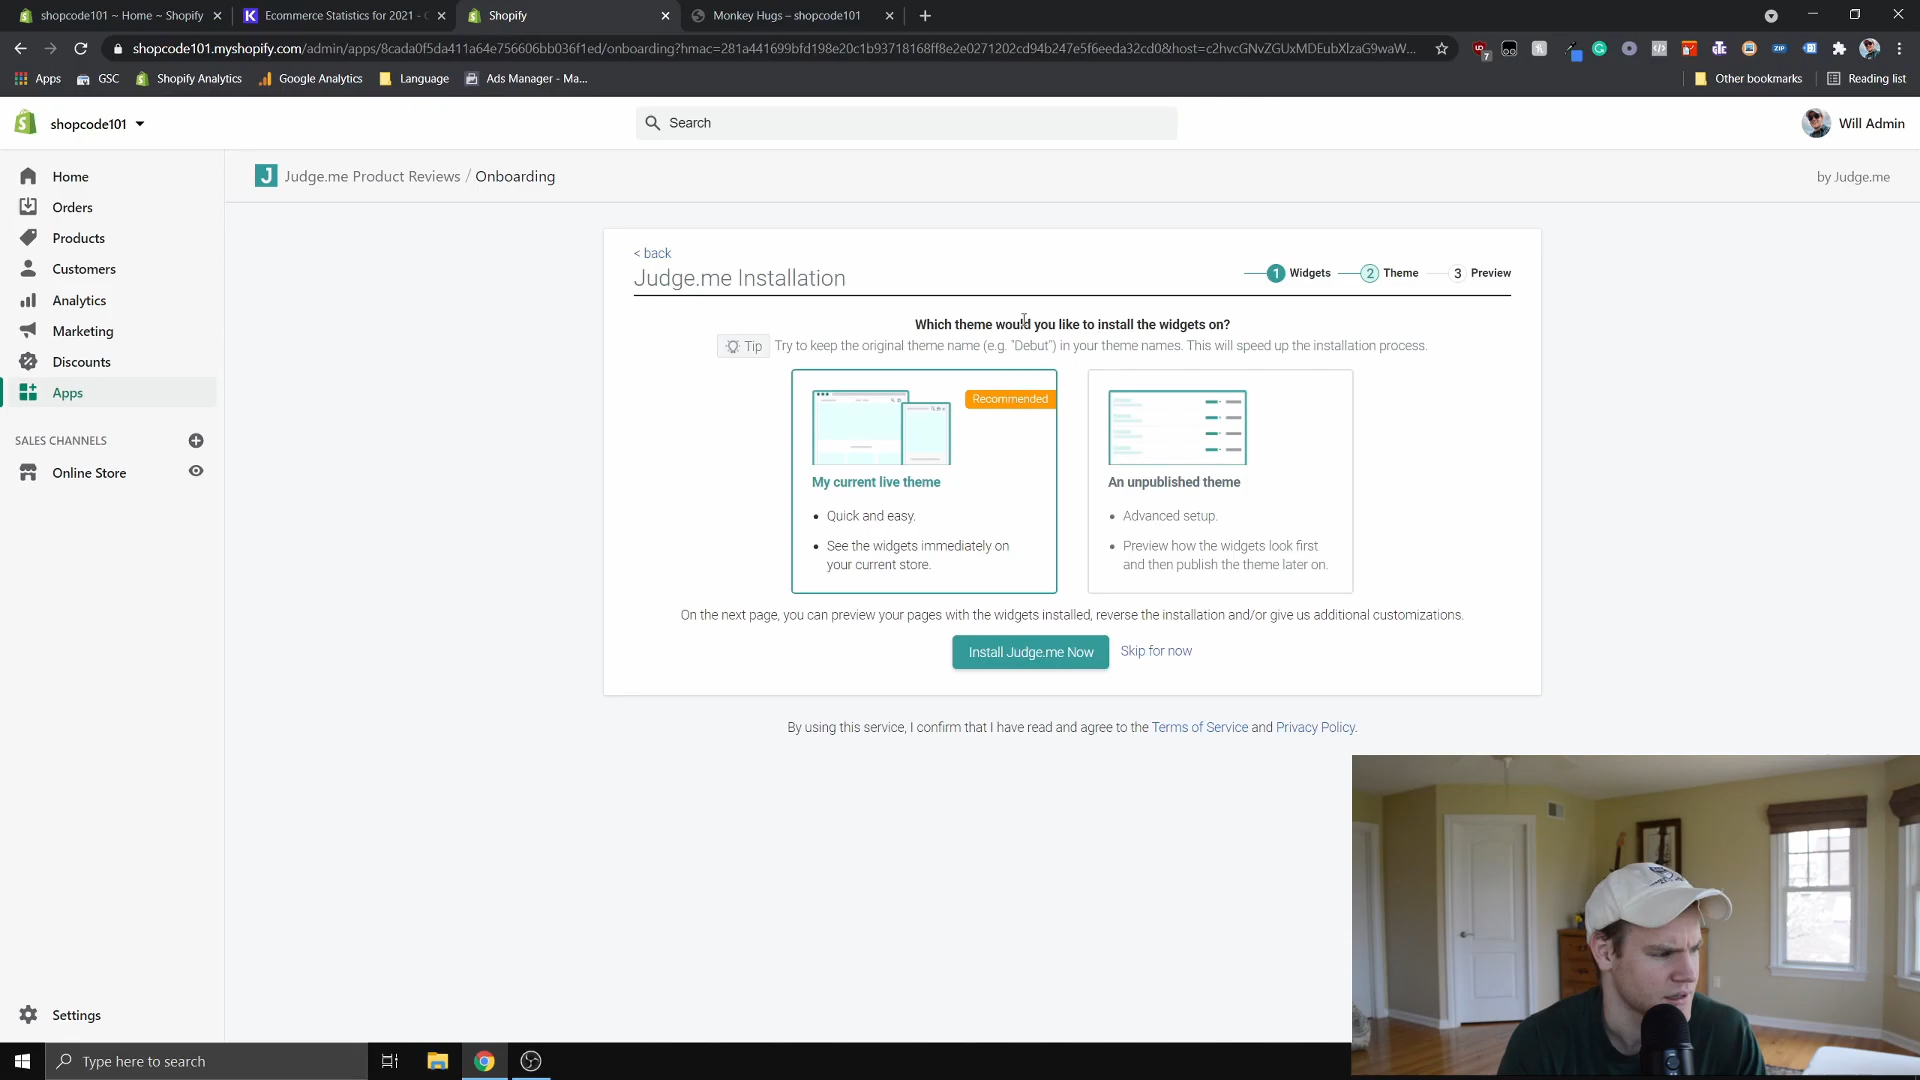 shopcode101 ~ Home ~ Shopify
Ecommerce Statistics for 2021 -
Shopify
Monkey Hugs – shopcode101
shopcode101.myshopify.com/admin/apps/8cada0f5da411a64e756606bb036f1ed/onboarding?hmac=281a441699bfd198e20c1b93718168ff8e2e0271202cd94b247e5f6eeda32cd0&host=c2hvcGNvZGUxMDEubXlzaG9waW...
Apps
GSC
Shopify Analytics
Google Analytics
Language
Ads Manager - Ma...
Other bookmarks
Reading list
shopcode101
Search
Will Admin
Home
Orders
Products
Customers
Analytics
Marketing
Discounts
Apps
SALES CHANNELS
Online Store
Settings
Judge.me Product Reviews / Onboarding
by Judge.me
< back
Judge.me Installation
1 Widgets
2 Theme
3 Preview
Which theme would you like to install the widgets on?
Tip Try to keep the original theme name (e.g. "Debut") in your theme names. This will speed up the installation process.
Recommended
My current live theme
• Quick and easy.
• See the widgets immediately on
your current store.
An unpublished theme
• Advanced setup.
• Preview how the widgets look first
and then publish the theme later on.
On the next page, you can preview your pages with the widgets installed, reverse the installation and/or give us additional customizations.
Install Judge.me Now
Skip for now
By using this service, I confirm that I have read and agree to the Terms of Service and Privacy Policy.
Type here to search